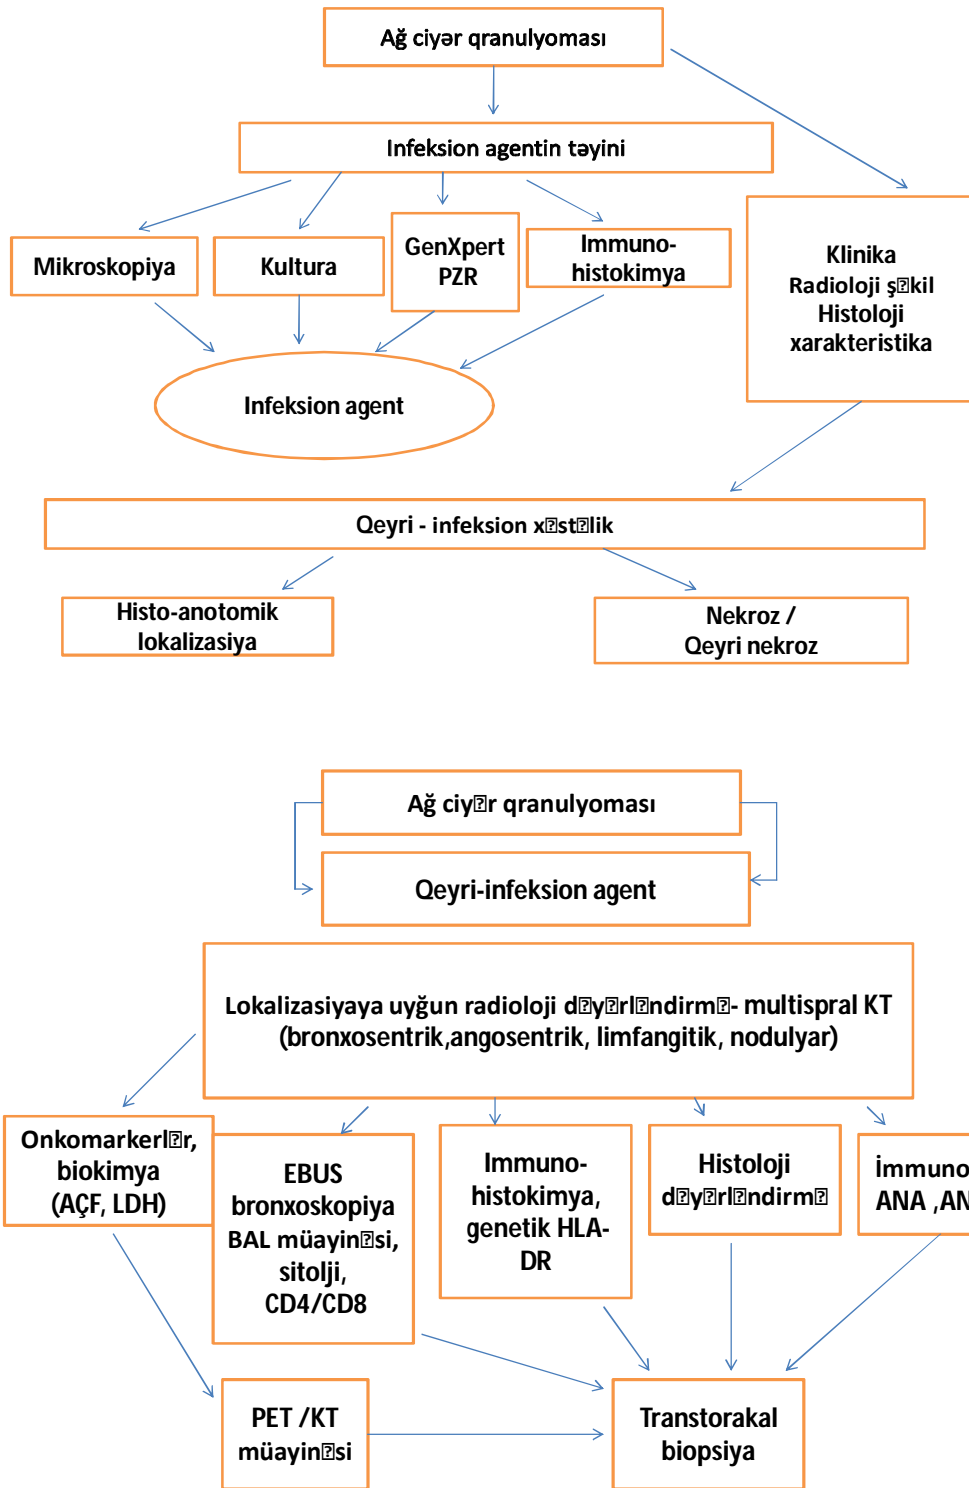 Ağ ciyər qranulyoması
Infeksion agentin təyini
Mikroskopiya
Kultura
GenXpert
PZR
Immuno-
histokimya
Klinika
Radioloji ş⍰kil
Histoloji
xarakteristika
Infeksion agent
Qeyri - infeksion x⍰st⍰lik
Histo-anotomik
lokalizasiya
Nekroz /
Qeyri nekroz
Ağ ciy⍰r qranulyoması
Qeyri-infeksion agent
Lokalizasiyaya uyğun radioloji d⍰y⍰rl⍰ndirm⍰- multispral KT
(bronxosentrik,angosentrik, limfangitik, nodulyar)
Onkomarkerl⍰r,
biokimya
(AÇF, LDH)
EBUS
bronxoskopiya
BAL müayin⍰si,
sitolji,
CD4/CD8
Immuno-
histokimya,
genetik HLA-
DR
Histoloji
d⍰y⍰rl⍰ndirm⍰
İmmuno
ANA ,AN
PET /KT
müayin⍰si
Transtorakal
biopsiya